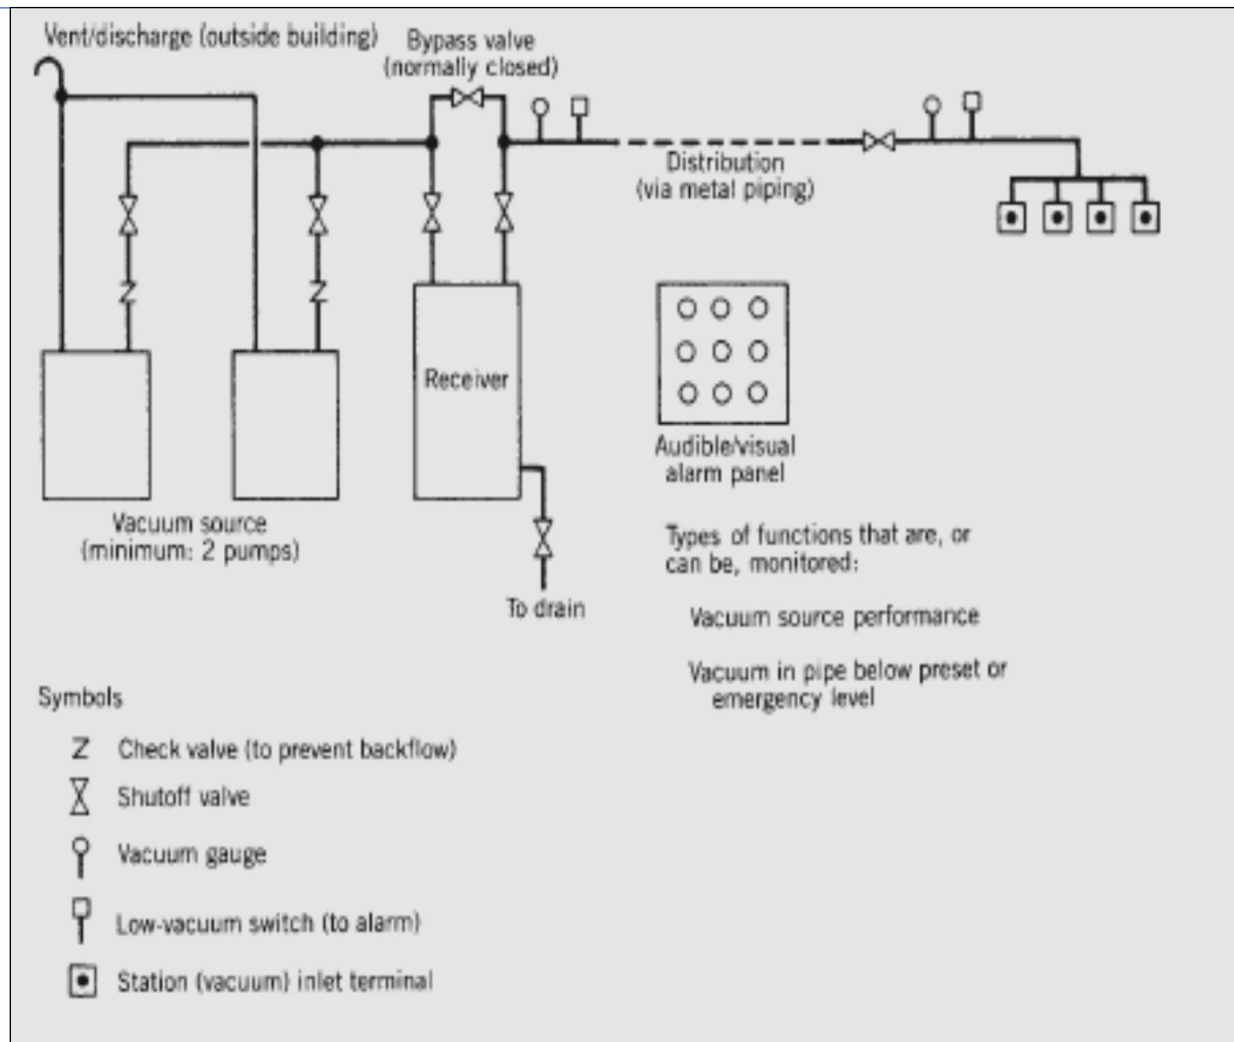 Vent/discharge (outside building)
Bypass valve
(normally closed)
Distribution
(via metal piping)
Receiver
Audible/visual
alarm panel
Vacuum source
(minimum: 2 pumps)
To drain
Types of functions that are, or
can be, monitored:
Vacuum source performance
Vacuum in pipe below preset or
emergency level
Symbols
Check valve (to prevent backflow)
Shutoff valve
Vacuum gauge
Low-vacuum switch (to alarm)
Station (vacuum) inlet terminal